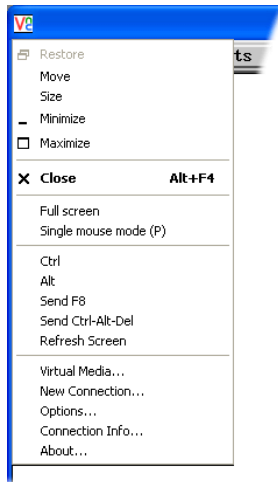 V2
ts
Restore
Move
Size
Minimize
Maximize
Close Alt+F4
Full screen
Single mouse mode (P)
Ctrl
Alt
Send F8
Send Ctrl-Alt-Del
Refresh Screen
Virtual Media...
New Connection...
Options...
Connection Info...
About...